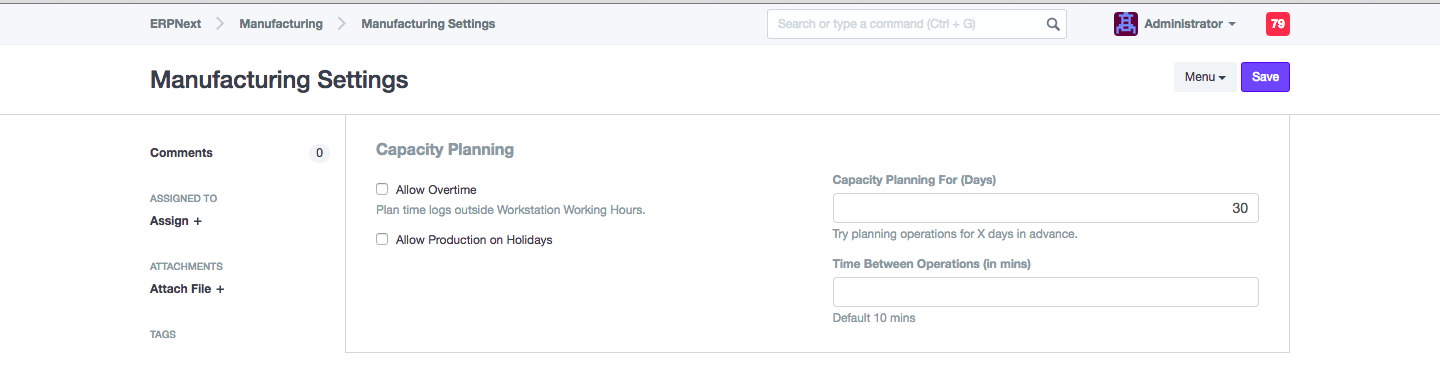 ERPNext Manufacturing Manufacturing Settings Search or type a command (Ctrl + G) Administrator 79
Manufacturing Settings Menu Save
Comments 0
ASSIGNED TO
Assign +
ATTACHMENTS
Attach File +
TAGS
Capacity Planning
Allow Overtime
Plan time logs outside Workstation Working Hours.
Allow Production on Holidays
Capacity Planning For (Days)
30
Try planning operations for X days in advance.
Time Between Operations (in mins)
Default 10 mins